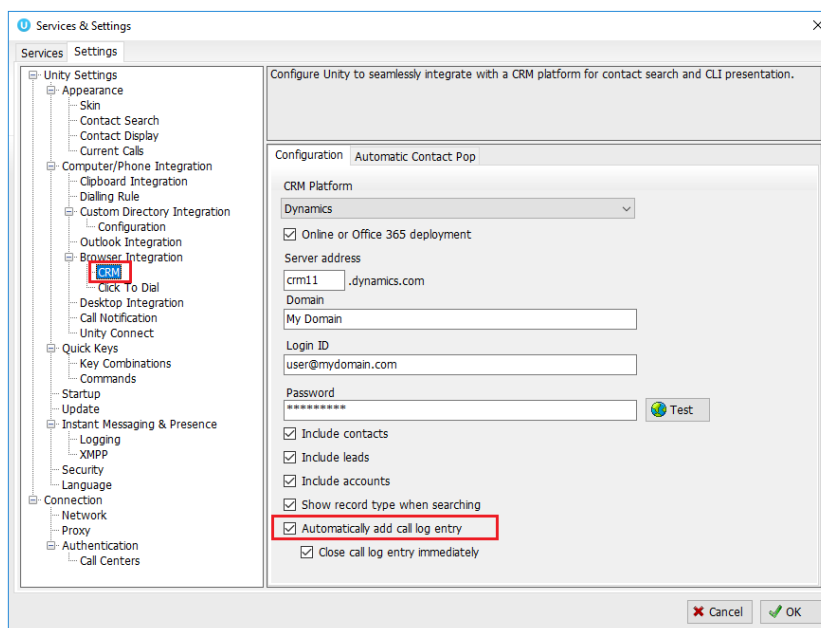 Services & Settings
Services Settings
Unity Settings
Appearance
Skin
Contact Search
Contact Display
Current Calls
Computer/Phone Integration
Clipboard Integration
Dialling Rule
Custom Directory Integration
Configuration
Outlook Integration
Browser Integration
CRM
Click To Dial
Desktop Integration
Call Notification
Unity Connect
Quick Keys
Key Combinations
Commands
Startup
Update
Instant Messaging & Presence
Logging
XMPP
Security
Language
Connection
Network
Proxy
Authentication
Call Centers
Configure Unity to seamlessly integrate with a CRM platform for contact search and CLI presentation.
Configuration Automatic Contact Pop
CRM Platform
Dynamics
Online or Office 365 deployment
Server address
crm11 .dynamics.com
Domain
My Domain
Login ID
user@mydomain.com
Password
*********
Test
Include contacts
Include leads
Include accounts
Show record type when searching
Automatically add call log entry
Close call log entry immediately
Cancel OK